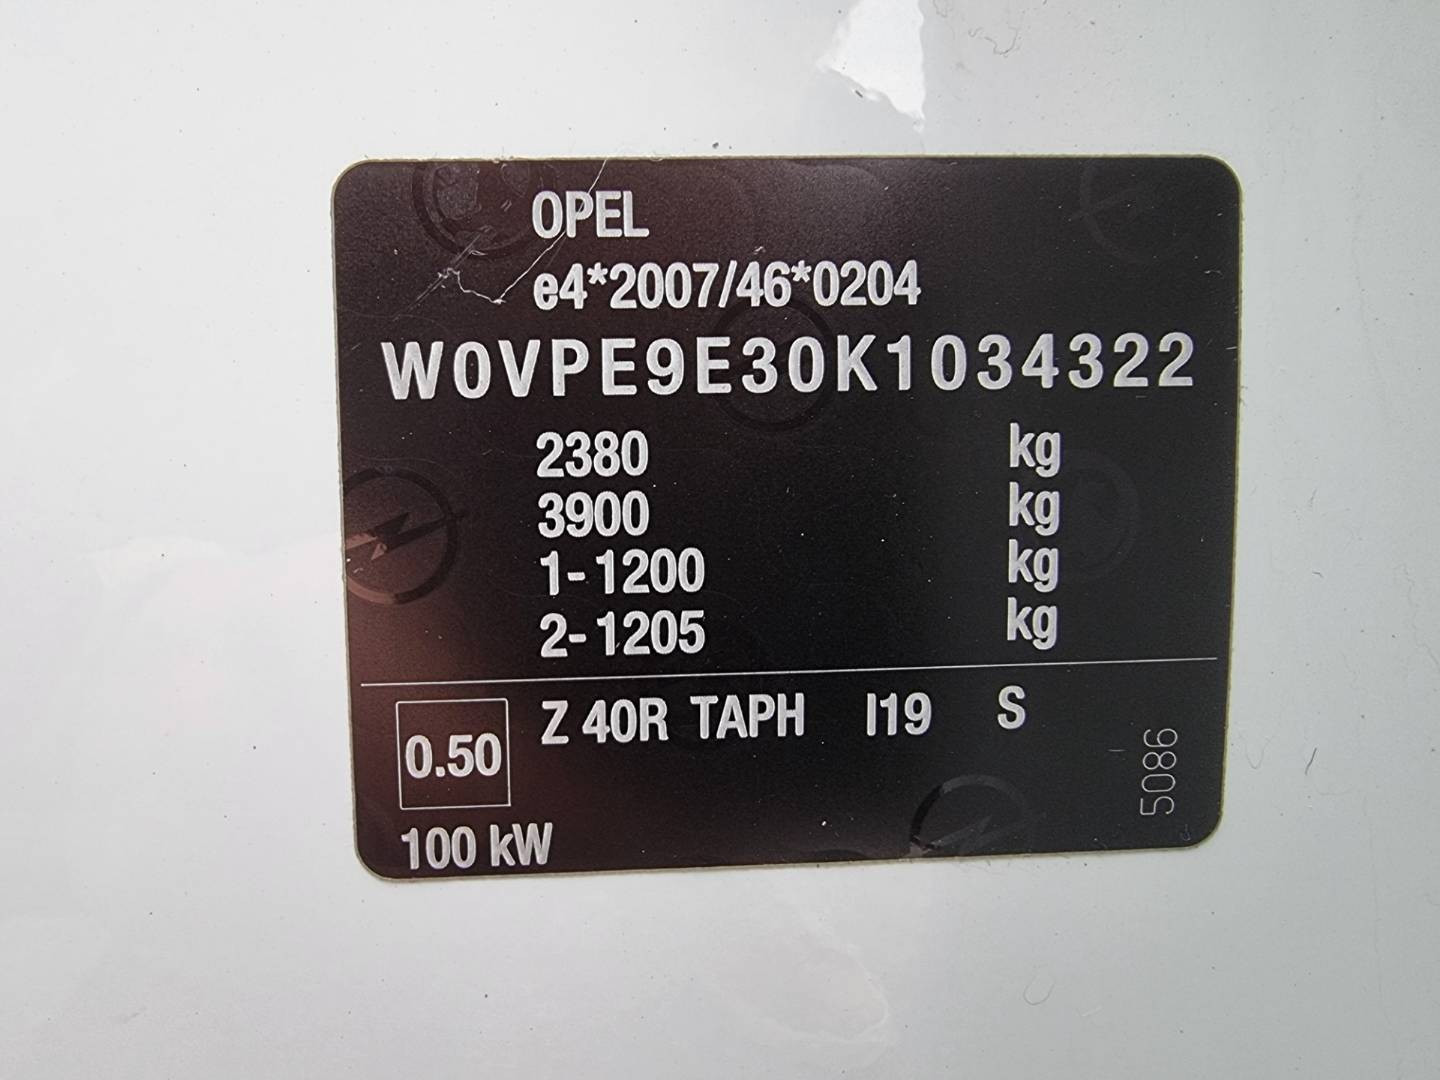 OPEL
e4*2007/46*0204
W0VPE9E30K1034322
2380 kg
3900 kg
1-1200 kg
2-1205 kg
0.50 Z 40R TAPH I19 S
100 kW
5086